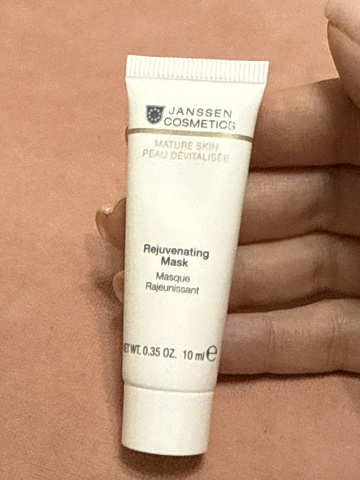 JANSSEN
COSMETICS
MATURE SKIN
PEAU DÉVITALISÉE
Rejuvenating
Mask
Masque
Rajeunissant
ET WT. 0.35 OZ. 10 ml ℮